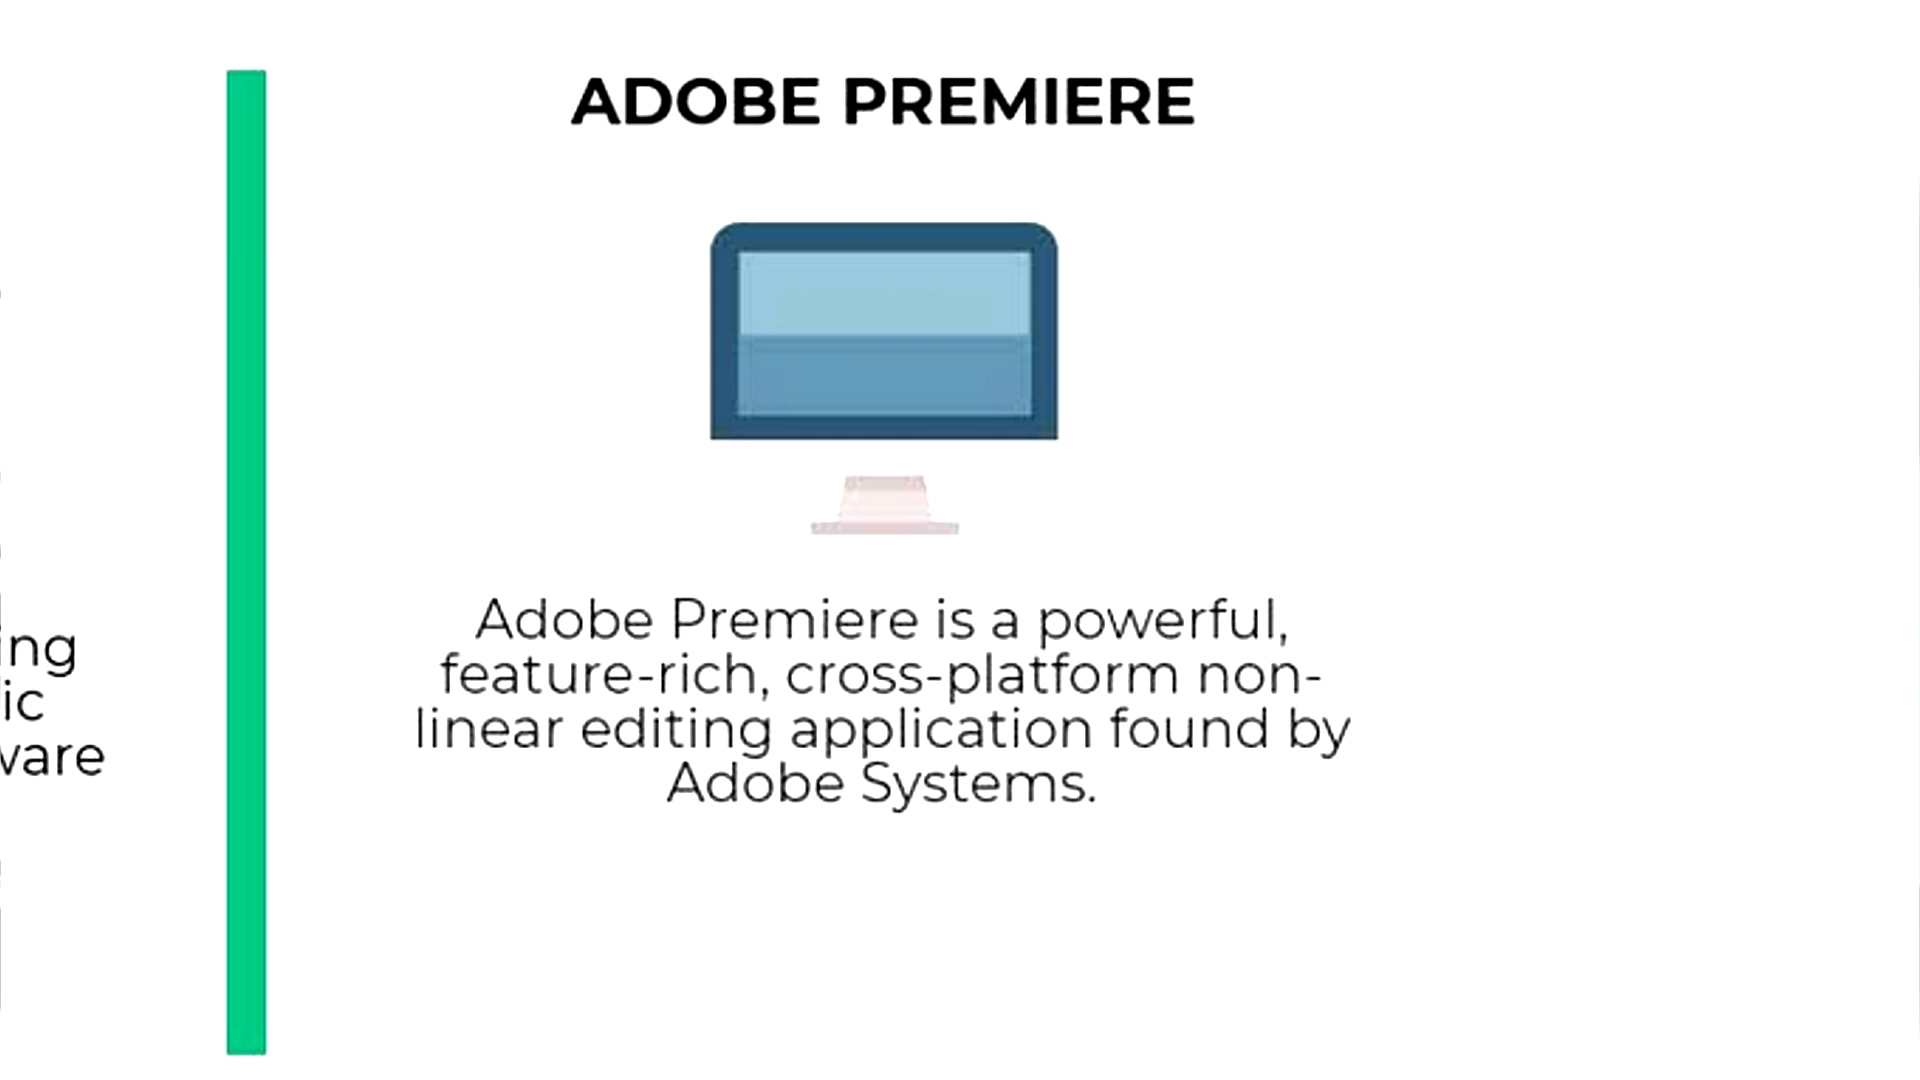 ADOBE PREMIERE
Adobe Premiere is a powerful,
feature-rich, cross-platform non-
linear editing application found by
Adobe Systems.